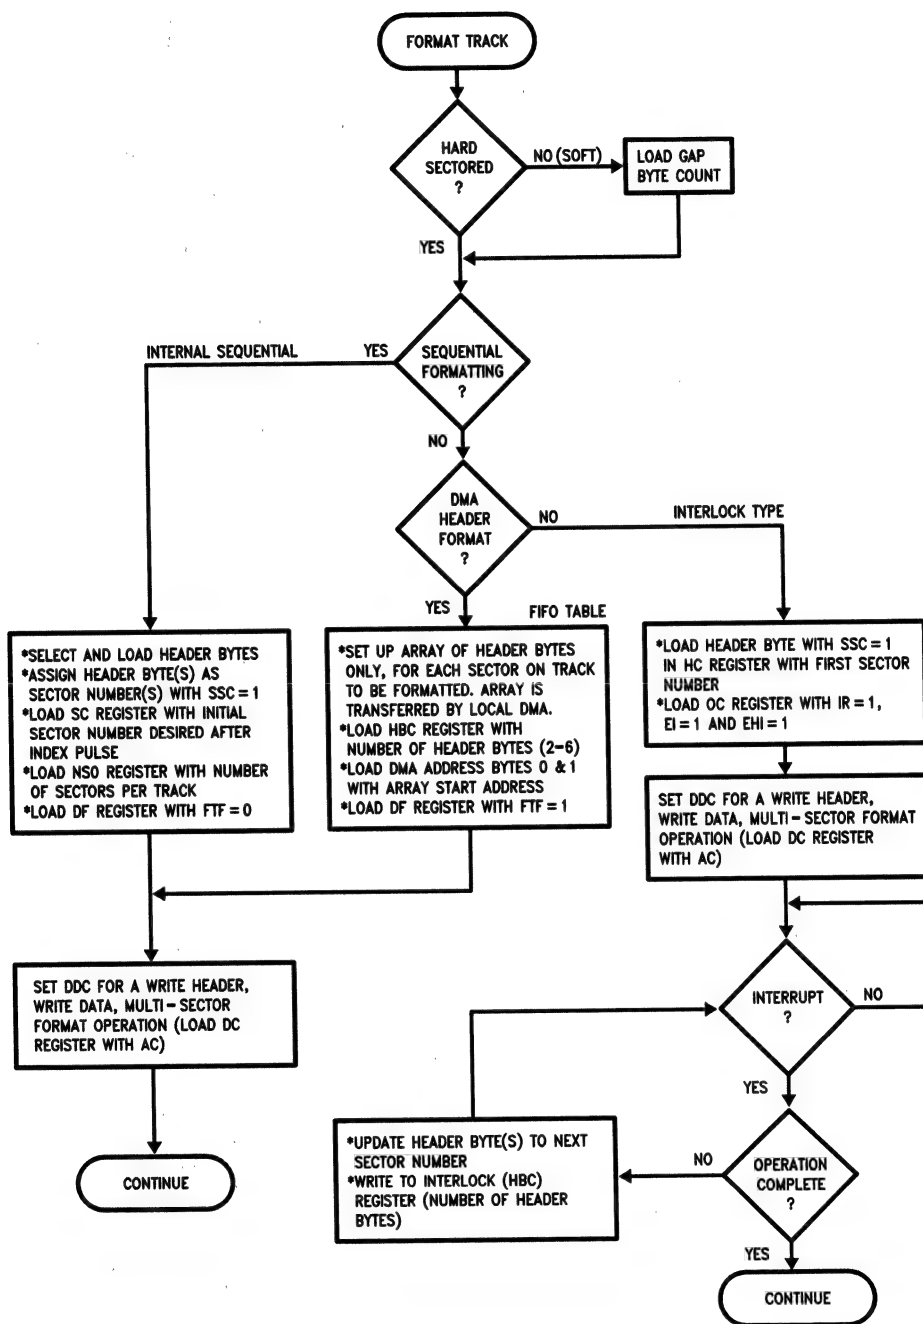 FORMAT TRACK
HARD
SECTORED
?
NO (SOFT)
LOAD GAP
BYTE COUNT
YES
INTERNAL SEQUENTIAL
YES
SEQUENTIAL
FORMATTING
?
NO
DMA
HEADER
FORMAT
?
NO
INTERLOCK TYPE
YES
FIFO TABLE
*SELECT AND LOAD HEADER BYTES
*ASSIGN HEADER BYTE(S) AS
SECTOR NUMBER(S) WITH SSC = 1
*LOAD SC REGISTER WITH INITIAL
SECTOR NUMBER DESIRED AFTER
INDEX PULSE
*LOAD NSO REGISTER WITH NUMBER
OF SECTORS PER TRACK
*LOAD DF REGISTER WITH FTF = 0
*SET UP ARRAY OF HEADER BYTES
ONLY, FOR EACH SECTOR ON TRACK
TO BE FORMATTED. ARRAY IS
TRANSFERRED BY LOCAL DMA.
*LOAD HBC REGISTER WITH
NUMBER OF HEADER BYTES (2-6)
*LOAD DMA ADDRESS BYTES 0 & 1
WITH ARRAY START ADDRESS
*LOAD DF REGISTER WITH FTF = 1
*LOAD HEADER BYTE WITH SSC = 1
IN HC REGISTER WITH FIRST SECTOR
NUMBER
*LOAD OC REGISTER WITH IR = 1,
EI = 1 AND EHI = 1
SET DDC FOR A WRITE HEADER,
WRITE DATA, MULTI-SECTOR FORMAT
OPERATION (LOAD DC REGISTER
WITH AC)
SET DDC FOR A WRITE HEADER,
WRITE DATA, MULTI-SECTOR
FORMAT OPERATION (LOAD DC
REGISTER WITH AC)
INTERRUPT
?
NO
YES
*UPDATE HEADER BYTE(S) TO NEXT
SECTOR NUMBER
*WRITE TO INTERLOCK (HBC)
REGISTER (NUMBER OF HEADER
BYTES)
NO
OPERATION
COMPLETE
?
CONTINUE
YES
CONTINUE